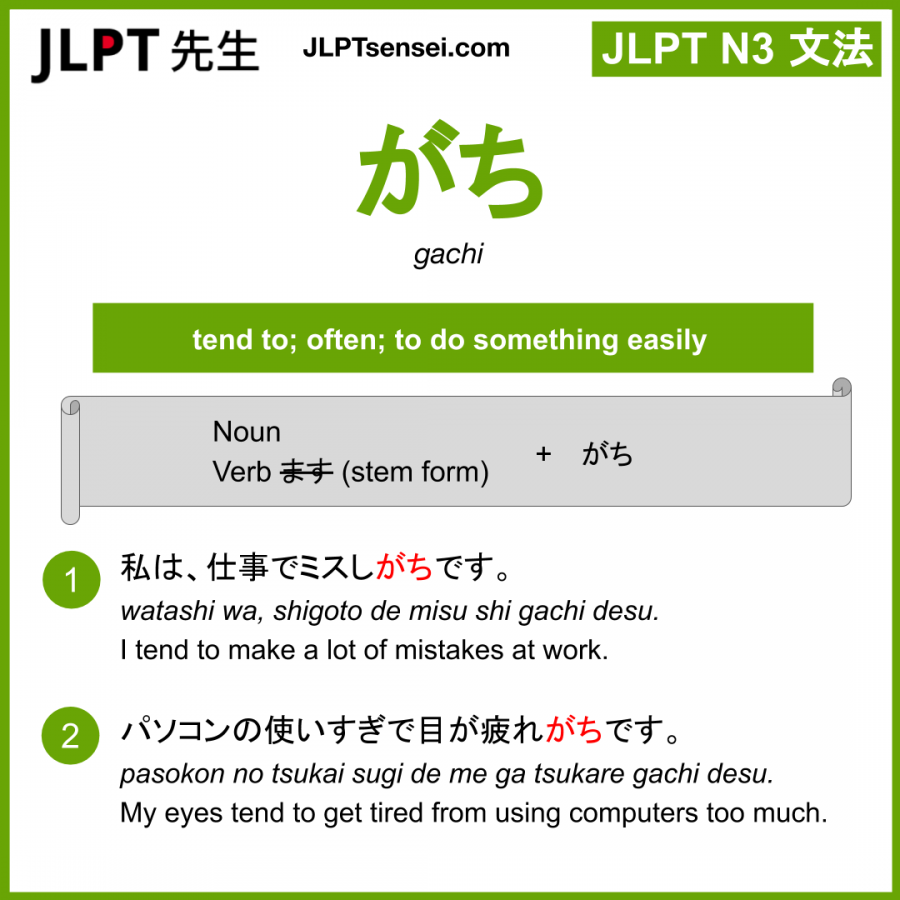 JLPT 先生
JLPTsensei.com
JLPT N3 文法
がち
gachi
tend to; often; to do something easily
Noun
Verb ます (stem form)
+ がち
1
私は、仕事でミスしがちです。
watashi wa, shigoto de misu shi gachi desu.
I tend to make a lot of mistakes at work.
2
パソコンの使いすぎで目が疲れがちです。
pasokon no tsukai sugi de me ga tsukare gachi desu.
My eyes tend to get tired from using computers too much.